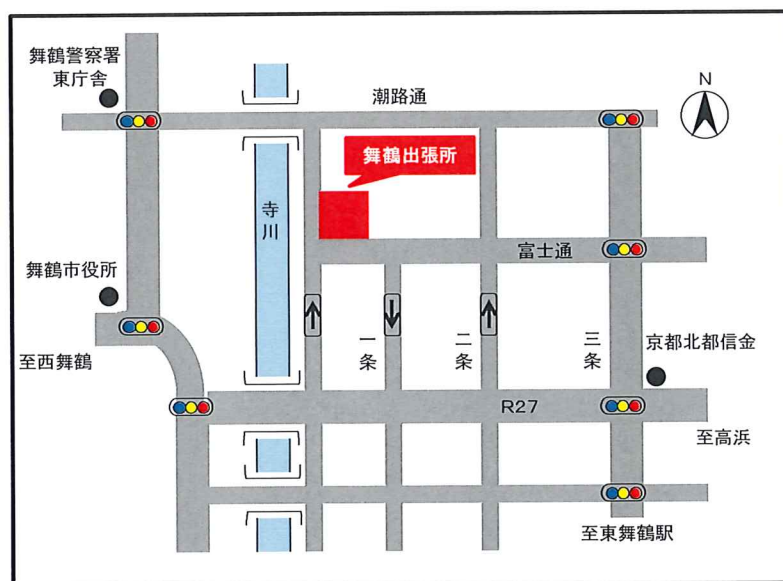 舞鶴警察署
東庁舎
潮路通
N
舞鶴出張所
寺川
富士通
舞鶴市役所
一条
二条
三条
京都北都信金
至西舞鶴
R27
至高浜
至東舞鶴駅